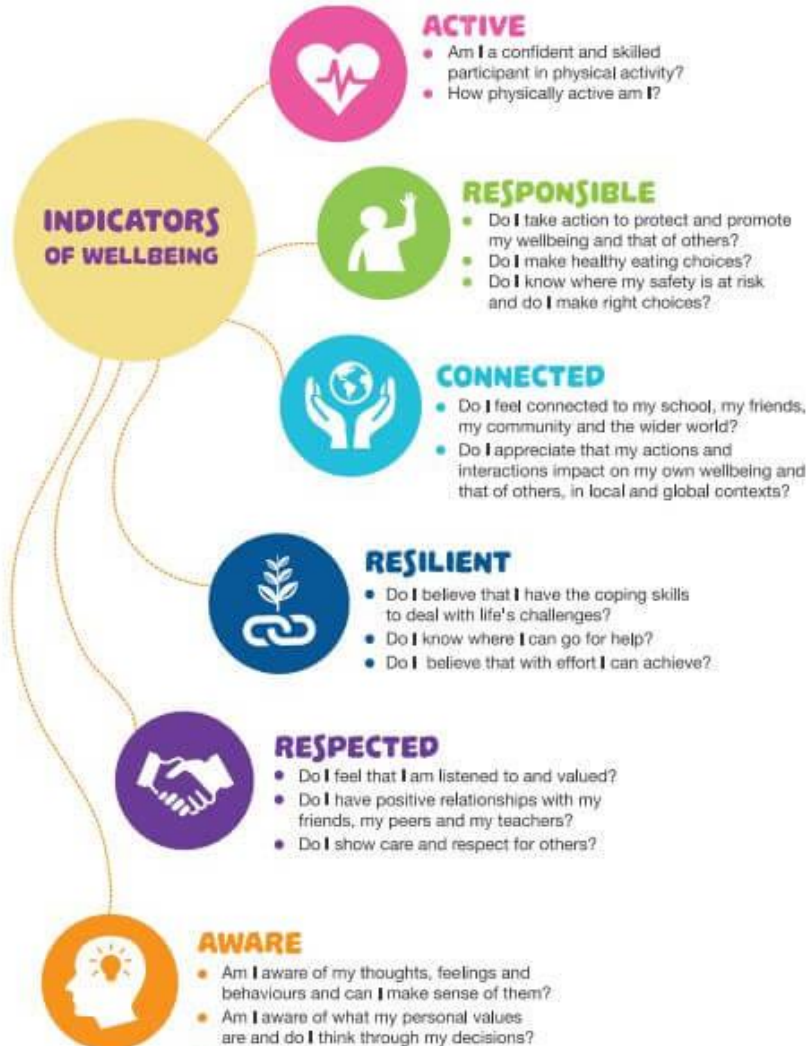 ACTIVE
• Am I a confident and skilled
participant in physical activity?
• How physically active am I?
INDICATORS
OF WELLBEING
RESPONSIBLE
• Do I take action to protect and promote
my wellbeing and that of others?
• Do I make healthy eating choices?
• Do I know where my safety is at risk
and do I make right choices?
CONNECTED
• Do I feel connected to my school, my friends,
my community and the wider world?
• Do I appreciate that my actions and
interactions impact on my own wellbeing and
that of others, in local and global contexts?
RESILIENT
• Do I believe that I have the coping skills
to deal with life's challenges?
• Do I know where I can go for help?
• Do I believe that with effort I can achieve?
RESPECTED
• Do I feel that I am listened to and valued?
• Do I have positive relationships with my
friends, my peers and my teachers?
• Do I show care and respect for others?
AWARE
• Am I aware of my thoughts, feelings and
behaviours and can I make sense of them?
• Am I aware of what my personal values
are and do I think through my decisions?